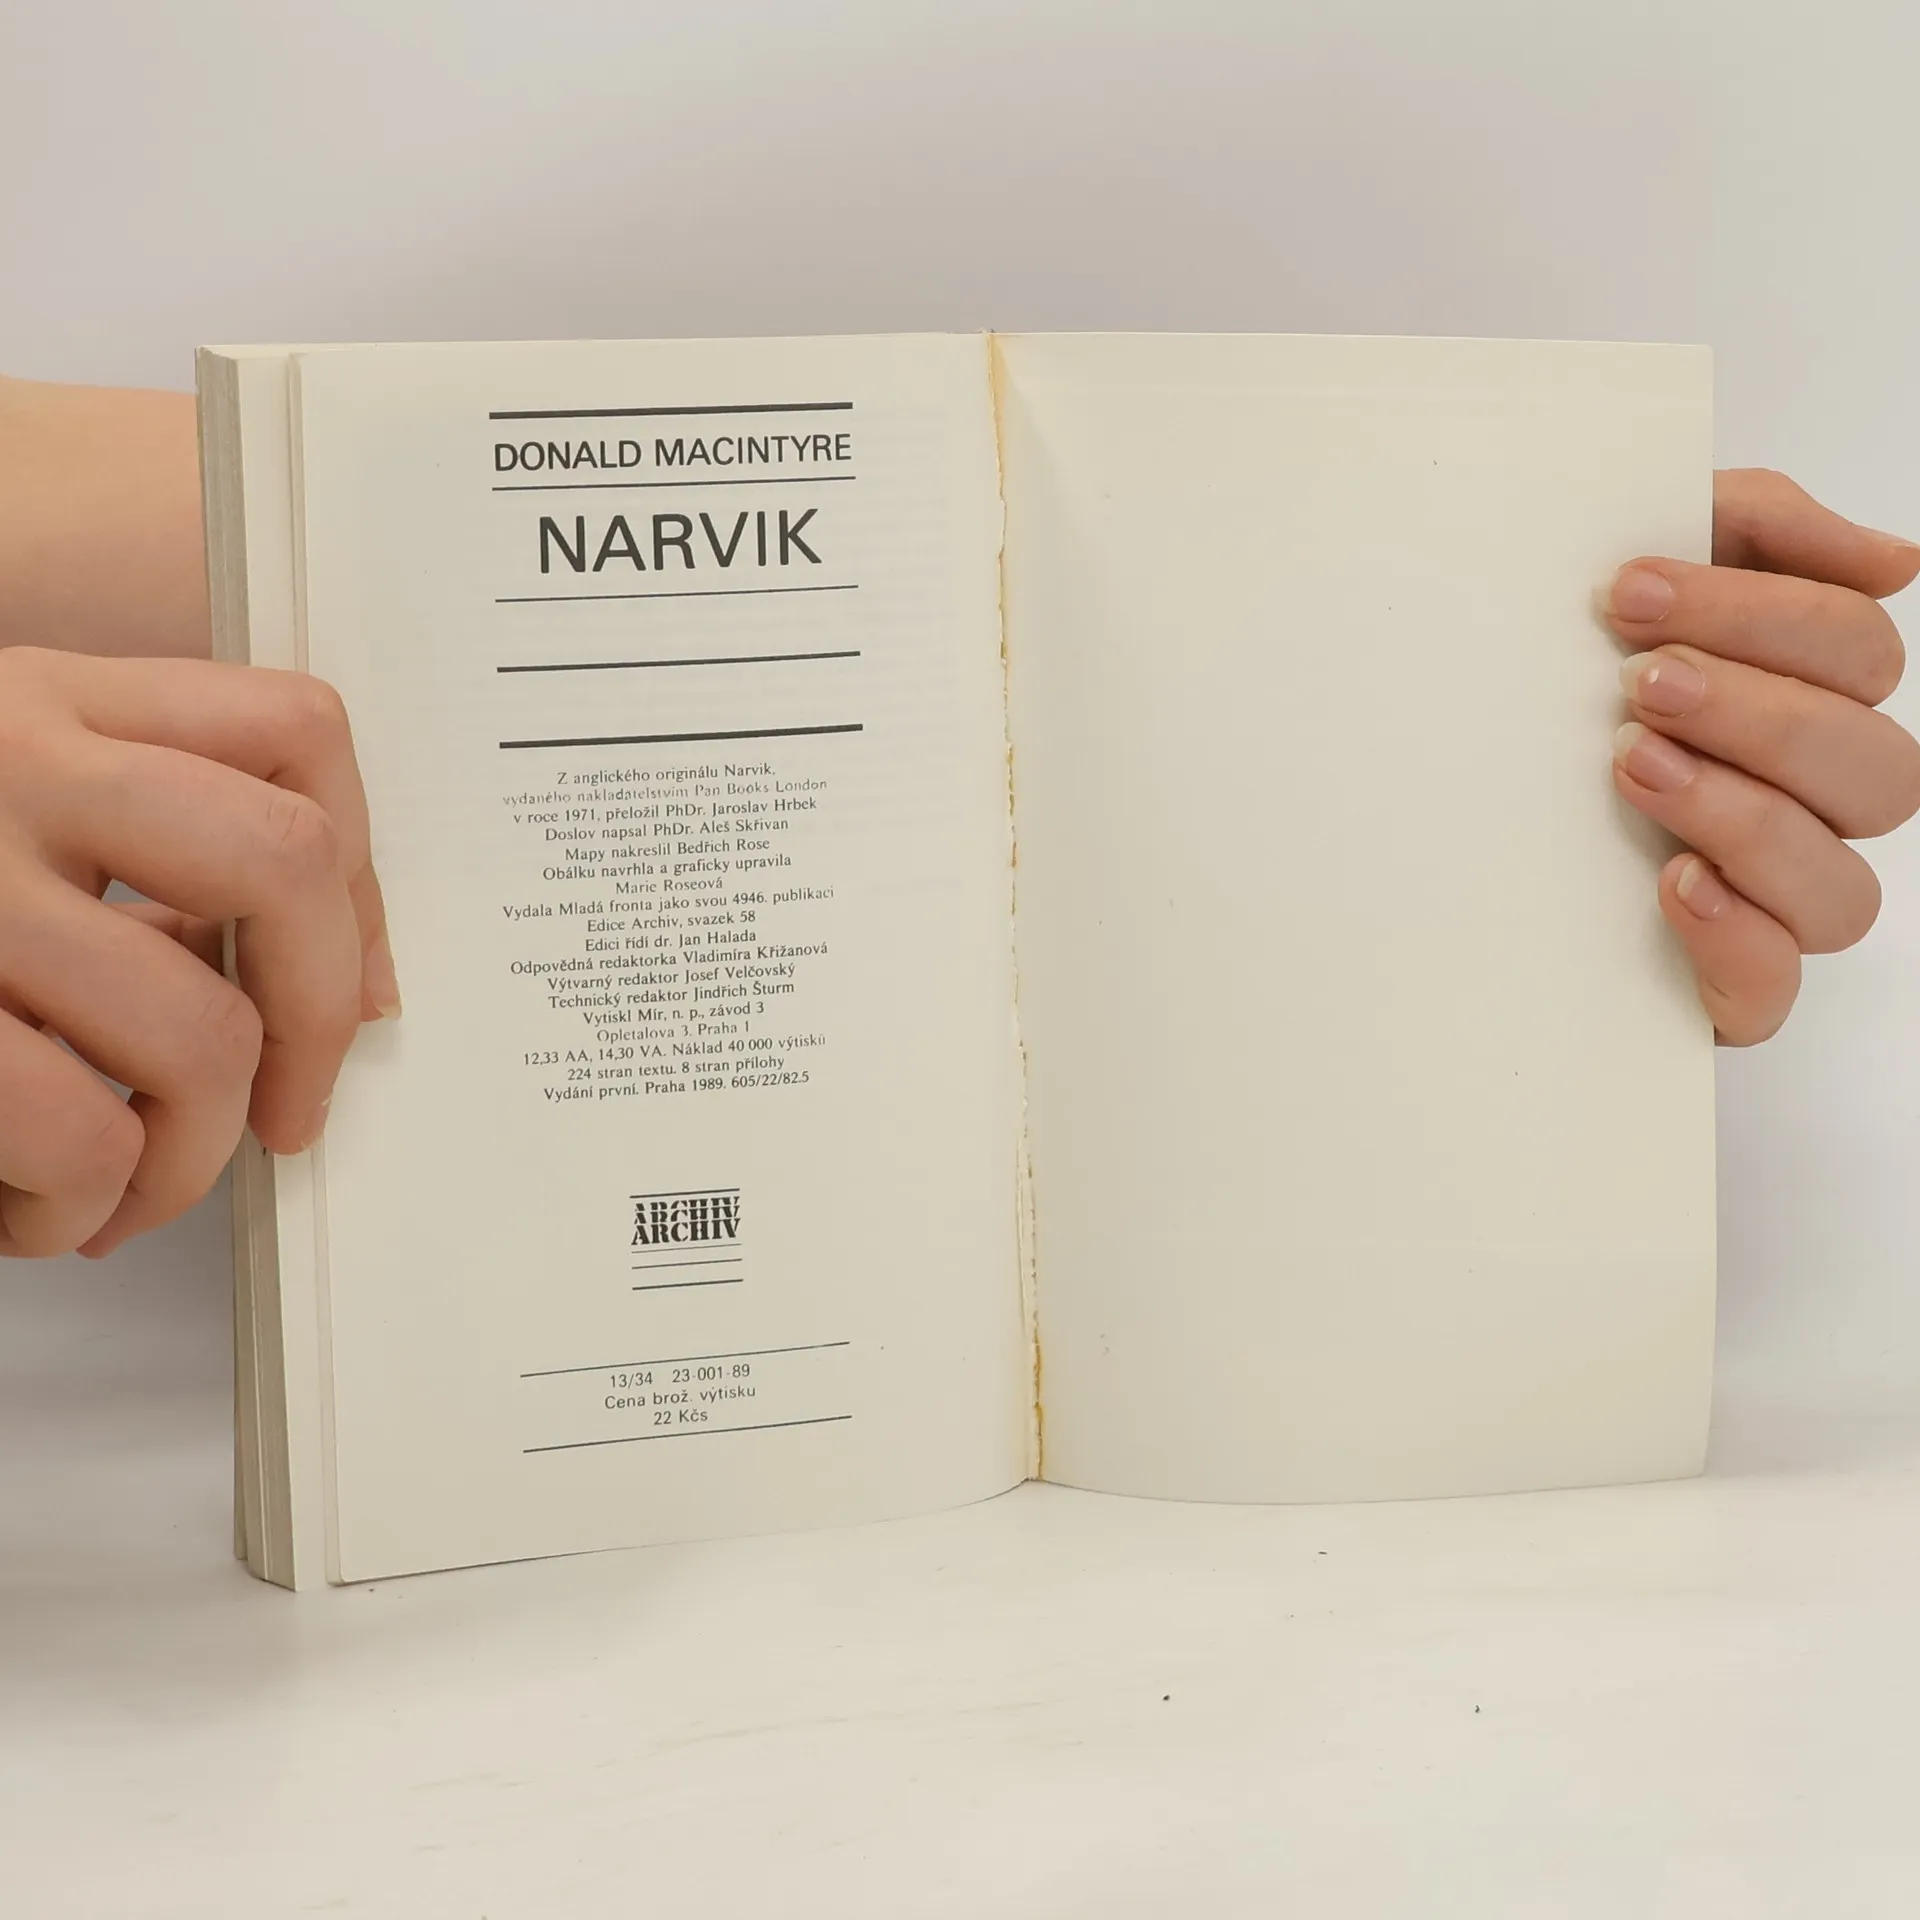 DONALD MACINTYRE
NARVIK
Z anglického originálu Narvik,
vydaného nakladatelstvím Pan Books London
v roce 1971, přeložil PhDr. Jaroslav Hrbek
Doslov napsal PhDr. Aleš Skřivan
Mapy nakreslil Bedřich Rose
Obálku navrhla a graficky upravila
Marie Roseová
Vydala Mladá fronta jako svou 4946. publikaci
Edice Archiv, svazek 58
Edici řídí dr. Jan Halada
Odpovědná redaktorka Vladimíra Křižanová
Výtvarný redaktor Josef Velčovský
Technický redaktor Jindřich Šturm
Vytiskl Mír, n. p., závod 3
Opletalova 3, Praha 1
12,33 AA, 14,30 VA. Náklad 40 000 výtisků
224 stran textu. 8 stran přílohy
Vydání první. Praha 1989. 605/22/82.5
ARCHIV
ARCHIV
ARCHIV
13/34 23-001-89
Cena brož. výtisku
22 Kčs